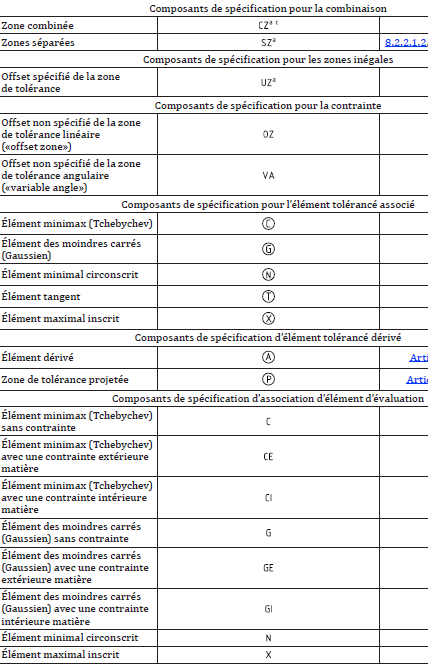 Composants de spécification pour la combinaison
Zone combinée CZᵃ ᶜ
Zones séparées SZᵃ 8.2.2.1.2
Composants de spécification pour les zones inégales
Offset spécifié de la zone
de tolérance UZᵃ
Composants de spécification pour la contrainte
Offset non spécifié de la zone
de tolérance linéaire OZ
(«offset zone»)
Offset non spécifié de la zone
de tolérance angulaire VA
(«variable angle»)
Composants de spécification pour l'élément tolérancé associé
Élément minimax (Tchebychev) Ⓒ
Élément des moindres carrés Ⓖ
(Gaussien)
Élément minimal circonscrit Ⓝ
Élément tangent Ⓣ
Élément maximal inscrit Ⓧ
Composants de spécification d'élément tolérancé dérivé
Élément dérivé Ⓐ Arti
Zone de tolérance projetée Ⓟ Artic
Composants de spécification d'association d'élément d'évaluation
Élément minimax (Tchebychev) C
sans contrainte
Élément minimax (Tchebychev)
avec une contrainte extérieure CE
matière
Élément minimax (Tchebychev)
avec une contrainte intérieure CI
matière
Élément des moindres carrés G
(Gaussien) sans contrainte
Élément des moindres carrés
(Gaussien) avec une contrainte GE
extérieure matière
Élément des moindres carrés
(Gaussien) avec une contrainte GI
intérieure matière
Élément minimal circonscrit N
Élément maximal inscrit X